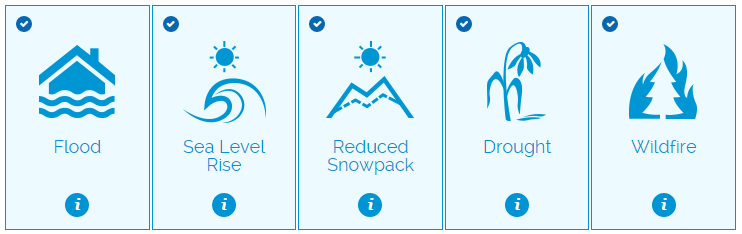 Flood
Sea Level
Rise
Reduced
Snowpack
Drought
Wildfire
i
i
i
i
i